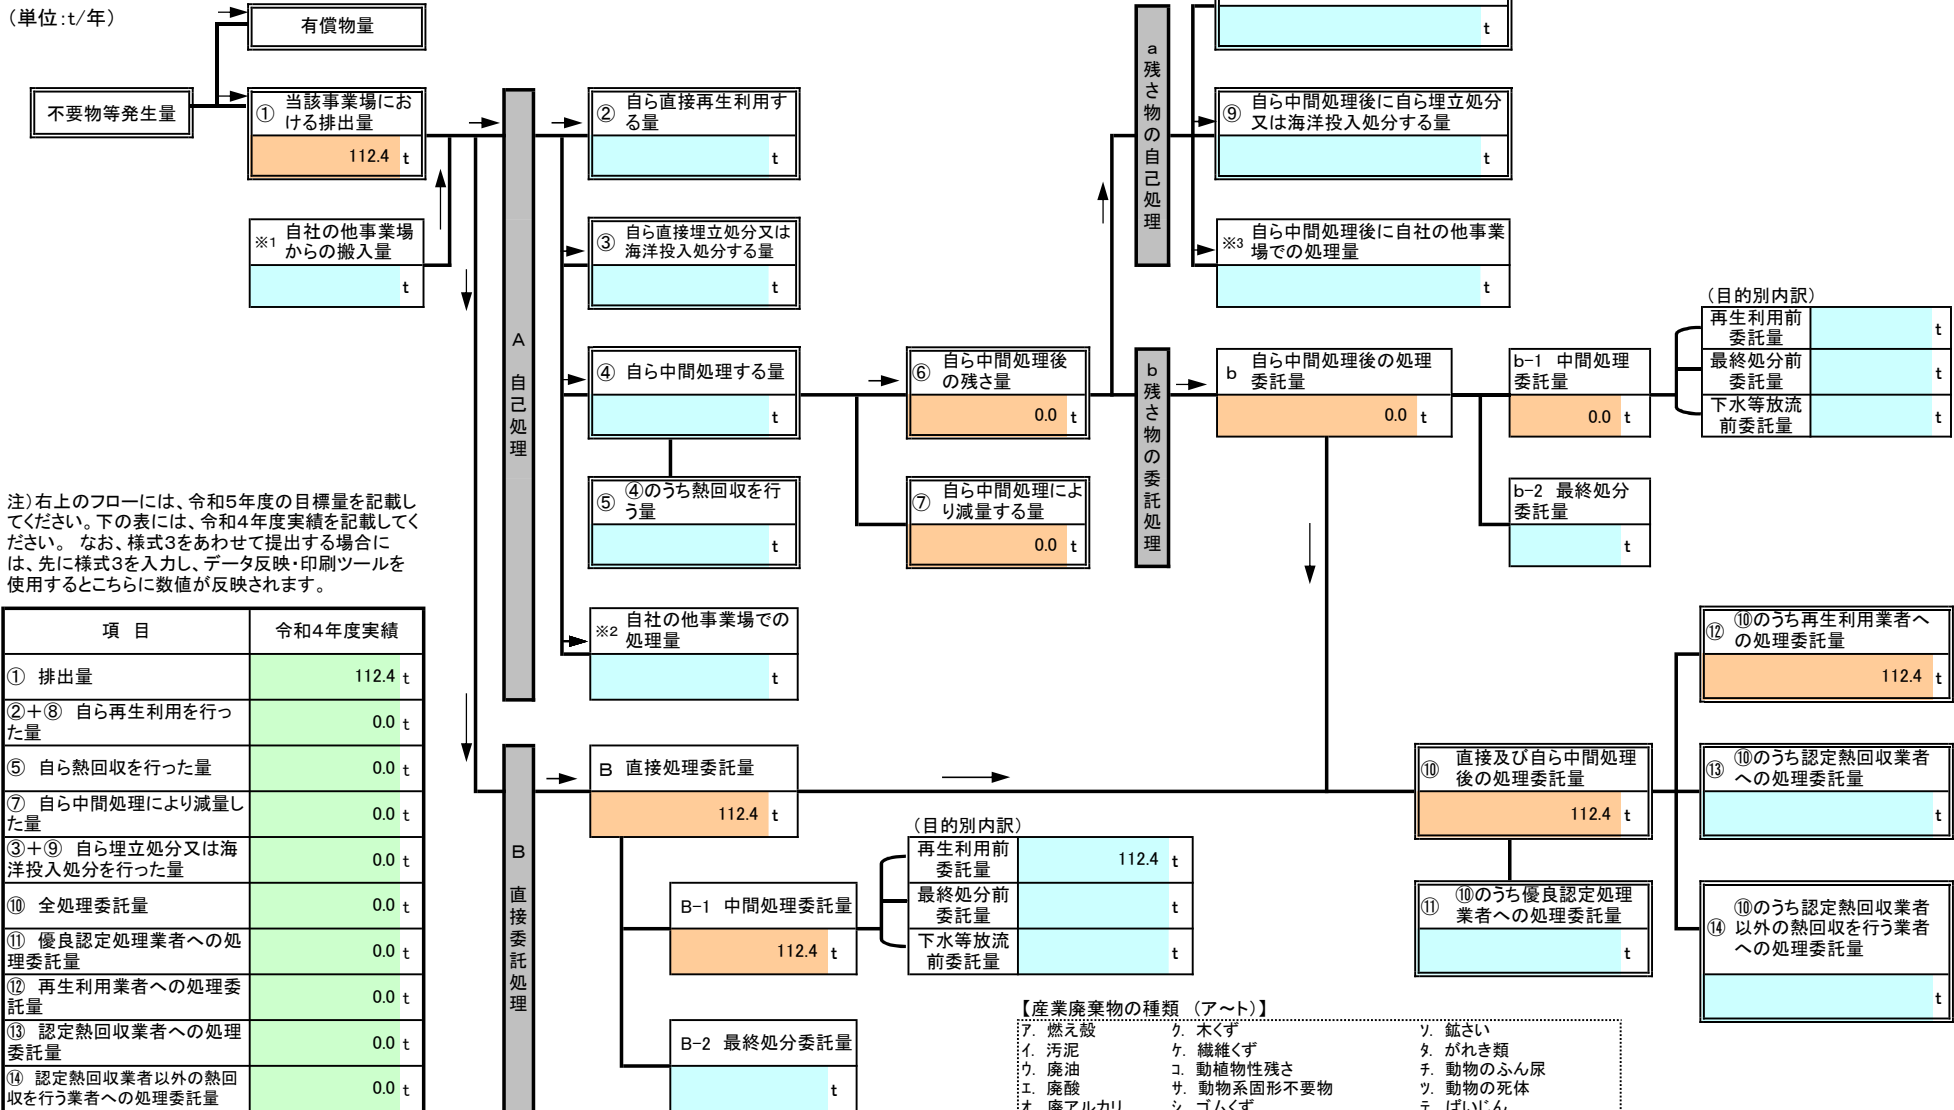 （単位：t/年）
有償物量
不要物等発生量
①
当該事業場にお
ける排出量
112.4 t
※1
自社の他事業場
からの搬入量
t
A 自己処理
②
自ら直接再生利用す
る量
t
③
自ら直接埋立処分又は
海洋投入処分する量
t
④ 自ら中間処理する量
t
⑤
④のうち熱回収を行
う量
t
※2
自社の他事業場での
処理量
t
⑥
自ら中間処理後
の残さ量
0.0 t
⑦
自ら中間処理によ
り減量する量
0.0 t
a 残さ物の自己処理
t
⑨
自ら中間処理後に自ら埋立処分
又は海洋投入処分する量
t
※3
自ら中間処理後に自社の他事業
場での処理量
t
b 残さ物の委託処理
b
自ら中間処理後の処理
委託量
0.0 t
b-1 中間処理
委託量
0.0 t
（目的別内訳）
再生利用前
委託量
t
最終処分前
委託量
t
下水等放流
前委託量
t
b-2 最終処分
委託量
t
注）右上のフローには、令和５年度の目標量を記載し
てください。下の表には、令和４年度実績を記載してく
ださい。 なお、様式３をあわせて提出する場合に
は、先に様式３を入力し、データ反映・印刷ツールを
使用するとこちらに数値が反映されます。
項 目 令和４年度実績
① 排出量 112.4 t
②＋⑧ 自ら再生利用を行っ
た量 0.0 t
⑤ 自ら熱回収を行った量 0.0 t
⑦ 自ら中間処理により減量し
た量 0.0 t
③＋⑨ 自ら埋立処分又は海
洋投入処分を行った量 0.0 t
⑩ 全処理委託量 0.0 t
⑪ 優良認定処理業者への処
理委託量 0.0 t
⑫ 再生利用業者への処理委
託量 0.0 t
⑬ 認定熱回収業者への処理
委託量 0.0 t
⑭ 認定熱回収業者以外の熱回
収を行う業者への処理委託量 0.0 t
B 直接委託処理
B 直接処理委託量
112.4 t
B-1 中間処理委託量
112.4 t
（目的別内訳）
再生利用前
委託量
112.4 t
最終処分前
委託量
t
下水等放流
前委託量
t
B-2 最終処分委託量
t
⑩
直接及び自ら中間処理
後の処理委託量
112.4 t
⑪
⑩のうち優良認定処理
業者への処理委託量
t
⑫
⑩のうち再生利用業者へ
の処理委託量
112.4 t
⑬
⑩のうち認定熱回収業者
への処理委託量
t
⑭
⑩のうち認定熱回収業者
以外の熱回収を行う業者
への処理委託量
t
【産業廃棄物の種類 （ア～ト）】
ｱ. 燃え殻 ｸ. 木くず ｿ. 鉱さい
ｲ. 汚泥 ｹ. 繊維くず ﾀ. がれき類
ｳ. 廃油 ｺ. 動植物性残さ ﾁ. 動物のふん尿
ｴ. 廃酸 ｻ. 動物系固形不要物 ﾂ. 動物の死体
ｵ. 廃アルカリ ｼ. ゴムくず ﾃ. ばいじん